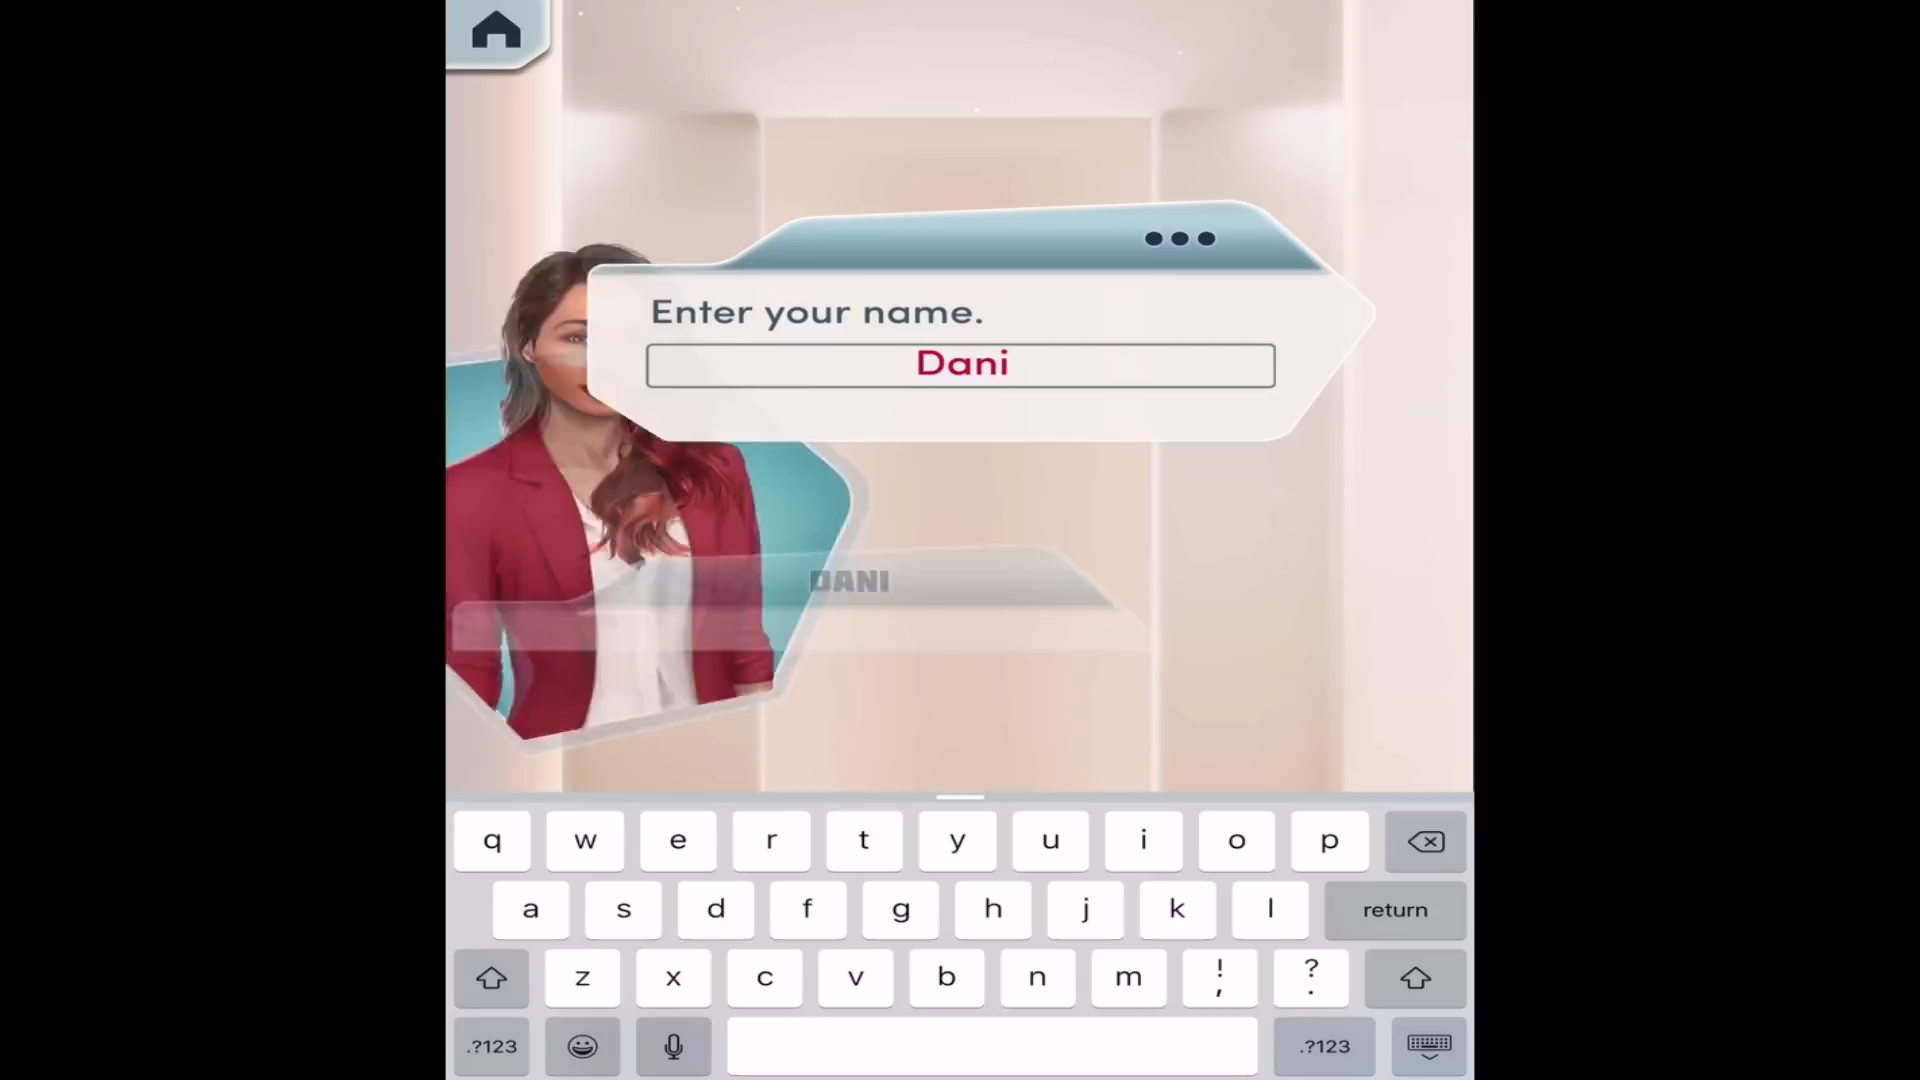 Enter your name.
Dani
DANI
q w e r t y u i o p
a s d f g h j k l return
z x c v b n m ! , ? .
.?123 .?123